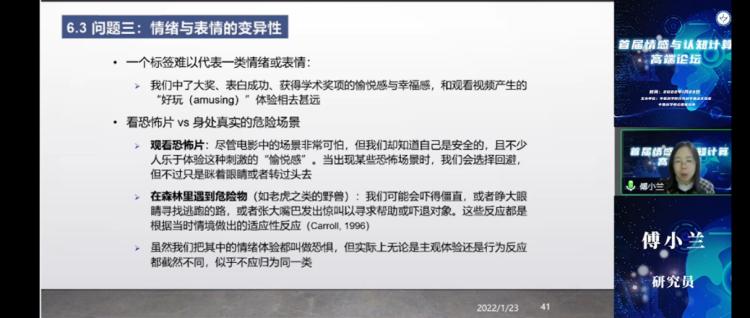 6.3 问题三：情绪与表情的变异性
• 一个标签难以代表一类情绪或表情：
➢ 我们中了大奖、表白成功、获得学术奖项的愉悦感与幸福感，和观看视频产生的
“好玩（amusing）”体验相去甚远
• 看恐怖片 vs 身处真实的危险场景
➢ 观看恐怖片：尽管电影中的场景非常可怕，但我们却知道自己是安全的，且不少
人乐于体验这种刺激的“愉悦感”。当出现某些恐怖场景时，我们会选择回避，
但不过只是眯着眼睛或者转过头去
➢ 在森林里遇到危险物（如老虎之类的野兽）：我们可能会吓得僵直，或者睁大眼
睛寻找逃跑的路，或者张大嘴巴发出惊叫以寻求帮助或吓退对象。这些反应都是
根据当时情境做出的适应性反应 (Carroll, 1996)
➢ 虽然我们把其中的情绪体验都叫做恐惧，但实际上无论是主观体验还是行为反应
都截然不同，似乎不应归为同一类
2022/1/23
41
首届情感与认知计算
高端论坛
傅小兰
傅小兰
研究员